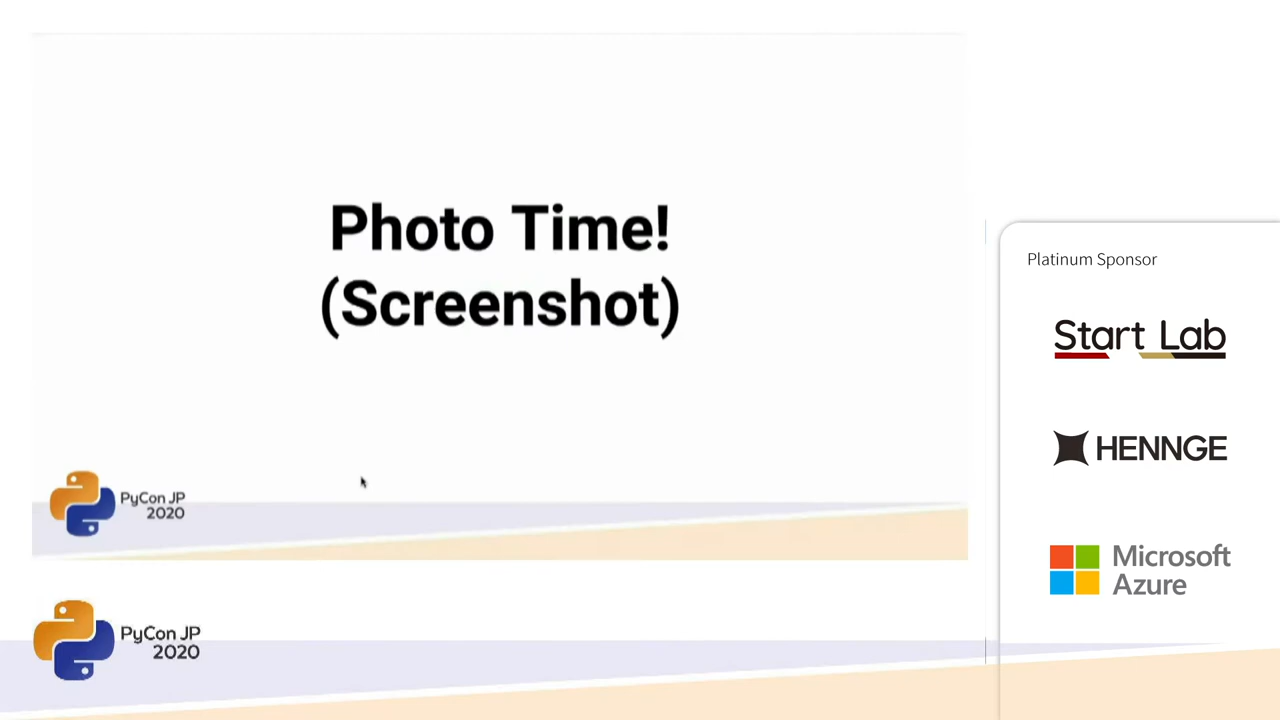 Photo Time!
(Screenshot)
PyCon JP
2020
Platinum Sponsor
Start Lab
HENNGE
Microsoft
Azure
PyCon JP
2020